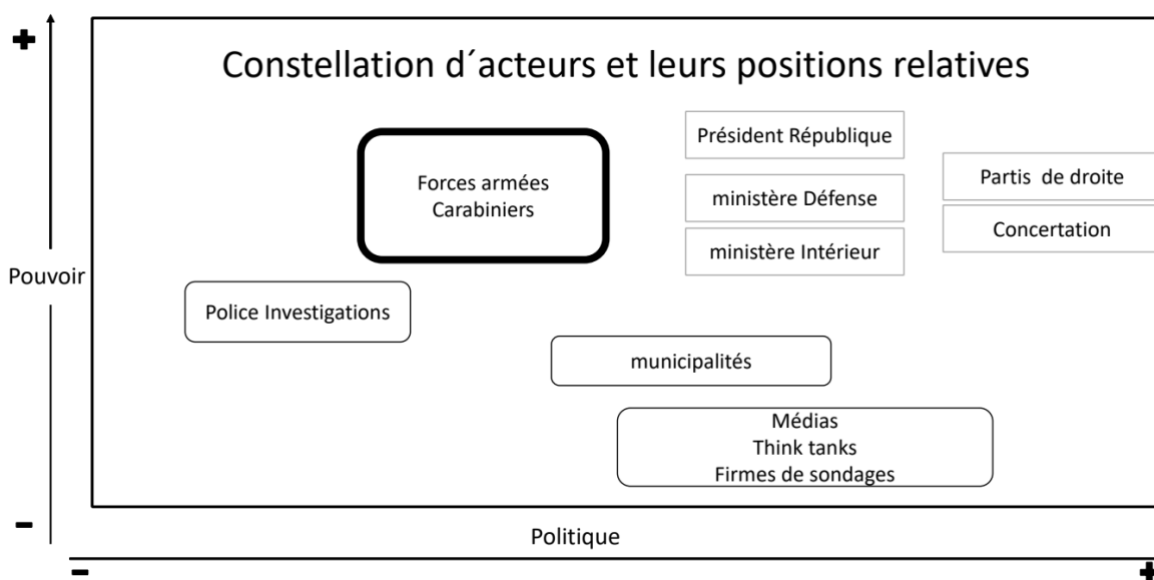 +
Constellation d´acteurs et leurs positions relatives
Président République
Forces armées
Carabiniers
Partis de droite
ministère Défense
Concertation
ministère Intérieur
Pouvoir
Police Investigations
municipalités
Médias
Think tanks
Firmes de sondages
-
Politique
- +